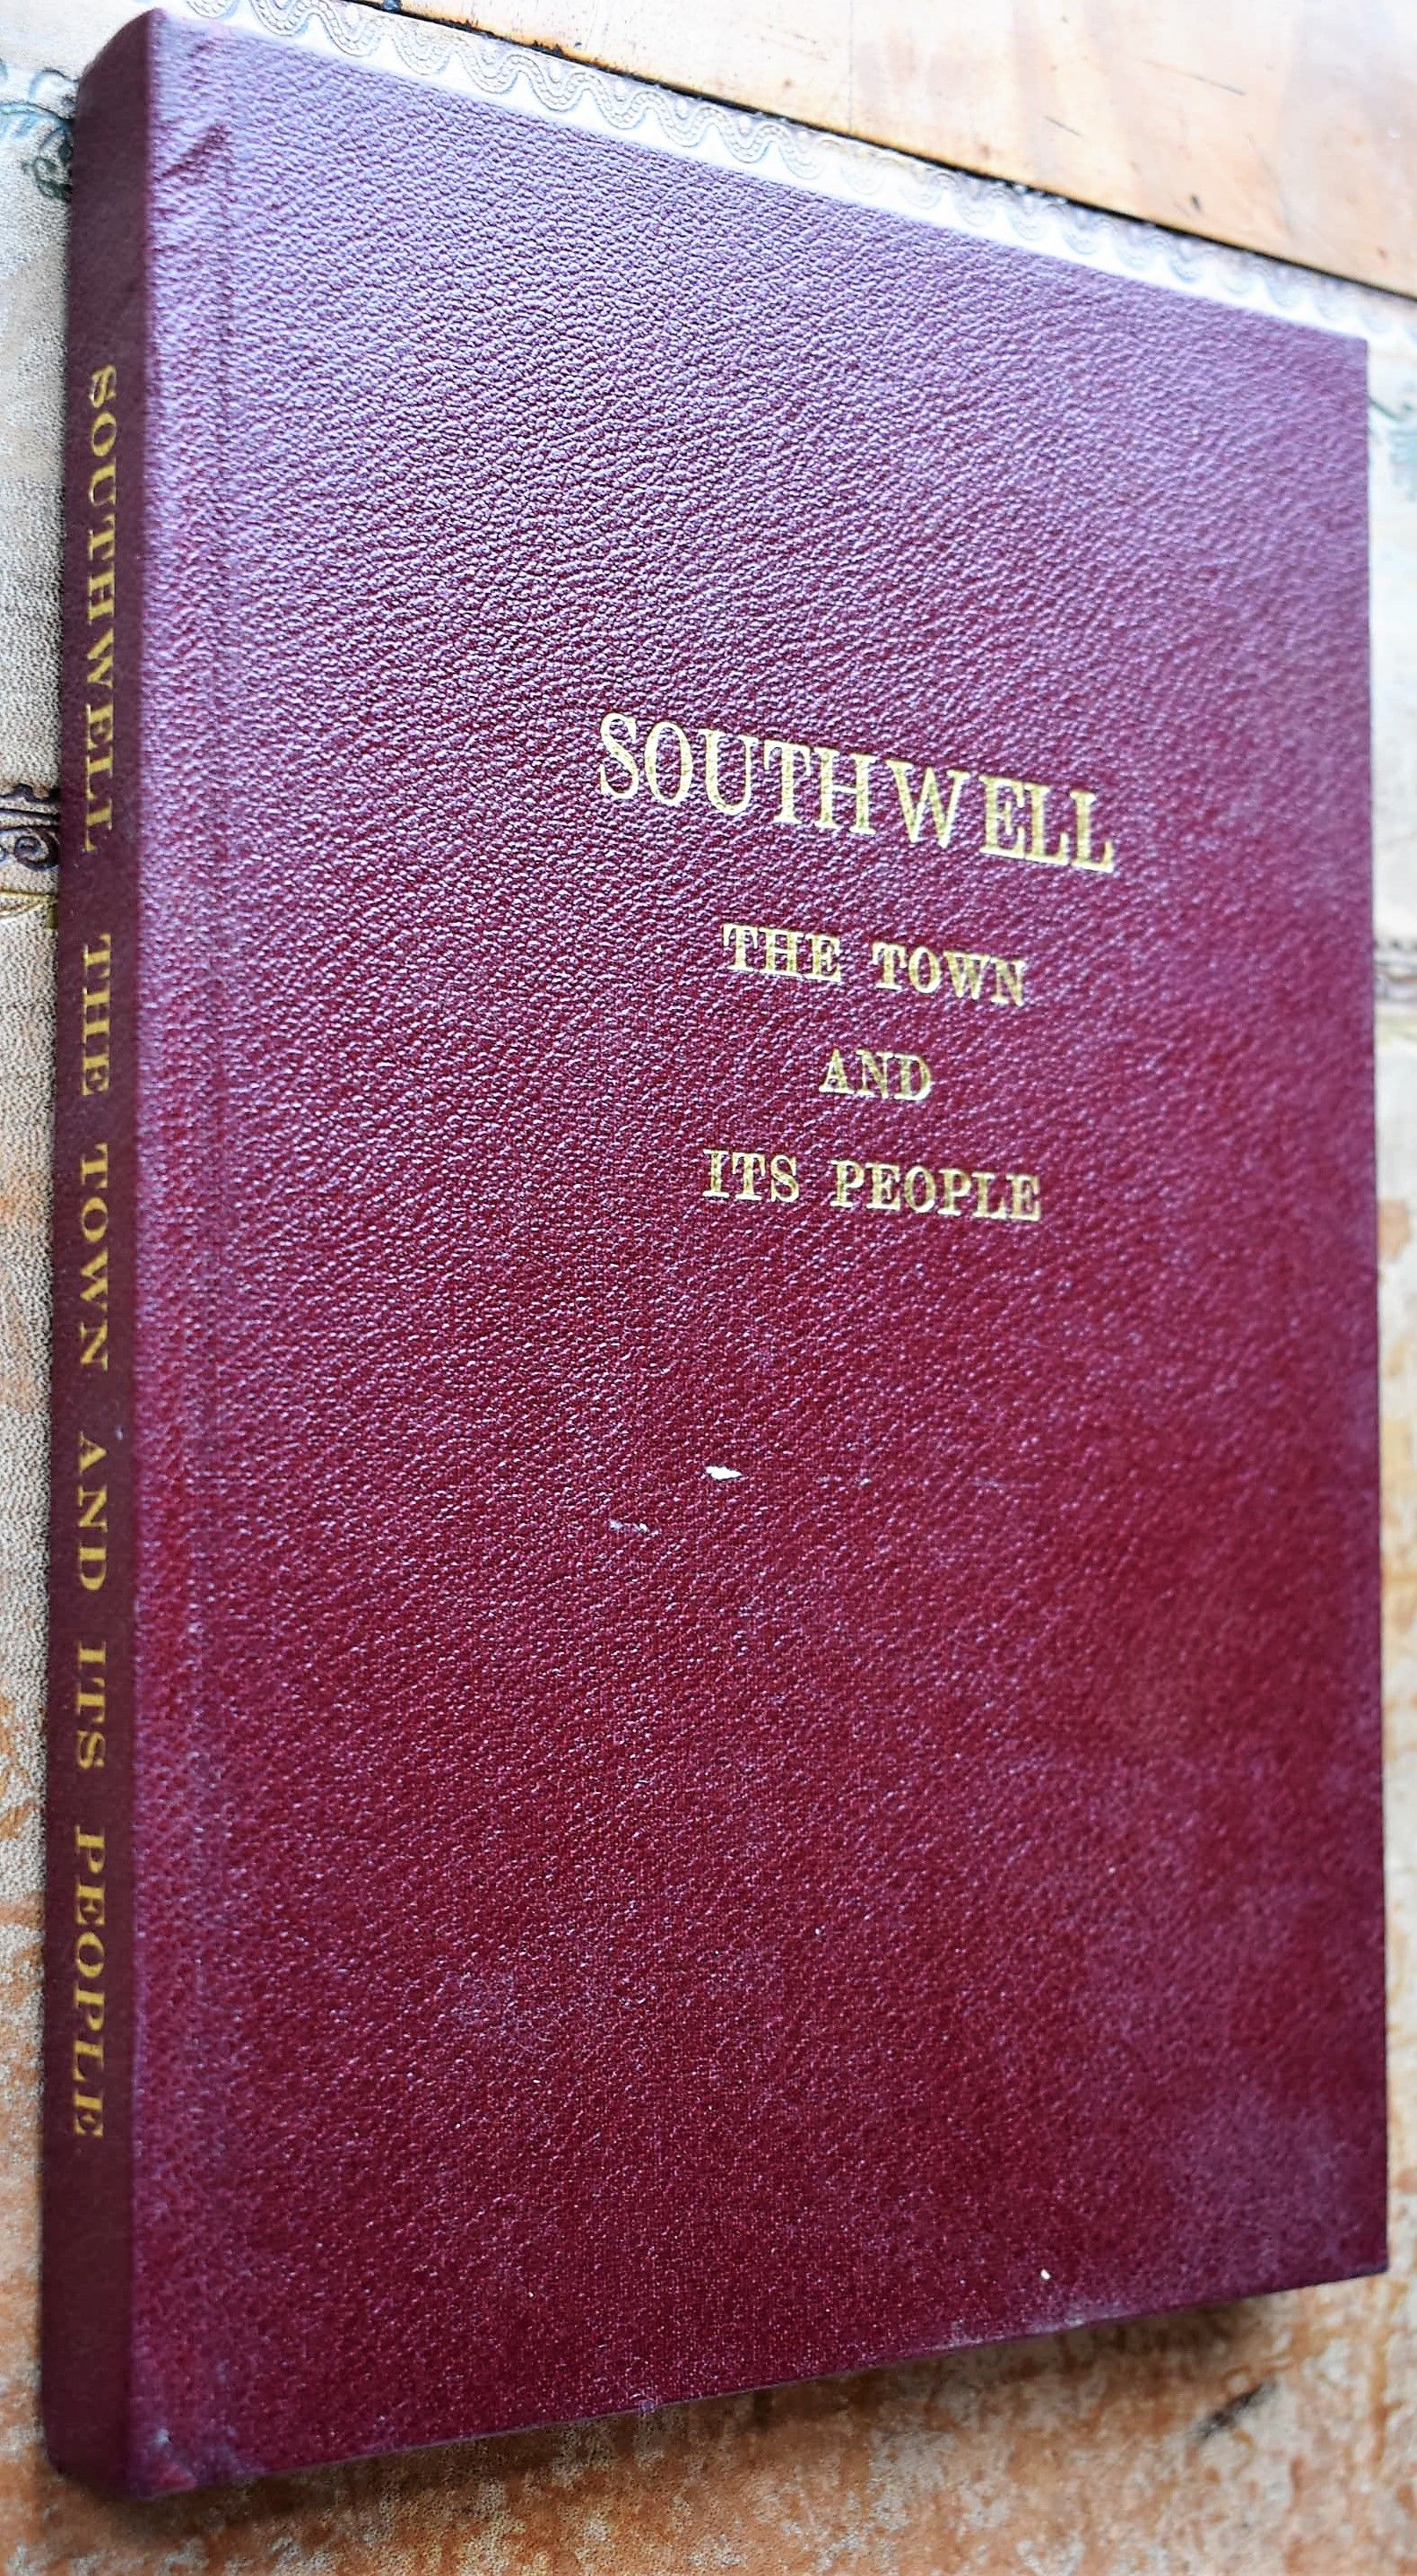 SOUTHWELL
THE TOWN
AND
ITS PEOPLE
SOUTHWELL THE TOWN AND ITS PEOPLE